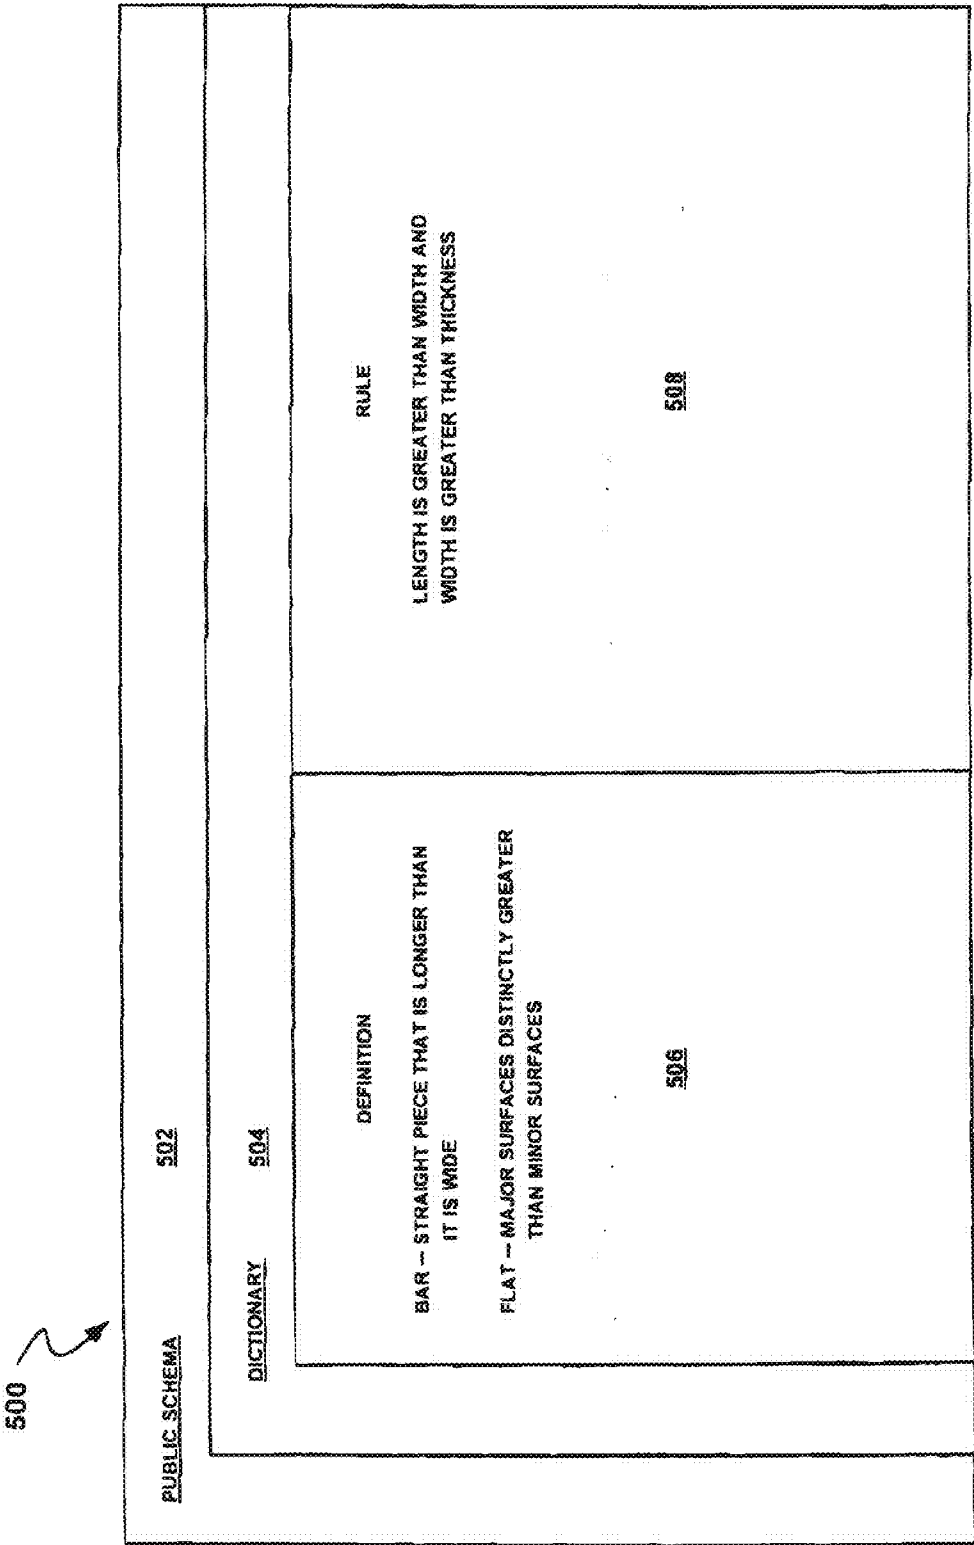 500
PUBLIC SCHEMA 502
DICTIONARY 504
DEFINITION
BAR – STRAIGHT PIECE THAT IS LONGER THAN
IT IS WIDE
FLAT – MAJOR SURFACES DISTINCTLY GREATER
THAN MINOR SURFACES
506
RULE
LENGTH IS GREATER THAN WIDTH AND
WIDTH IS GREATER THAN THICKNESS
508